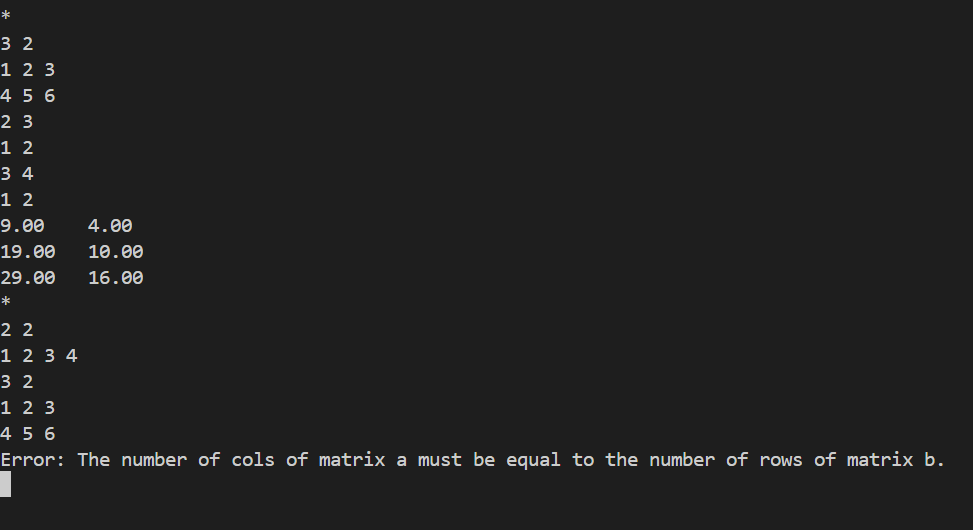 *
3 2
1 2 3
4 5 6
2 3
1 2
3 4
1 2
9.00    4.00
19.00   10.00
29.00   16.00
*
2 2
1 2 3 4
3 2
1 2 3
4 5 6
Error: The number of cols of matrix a must be equal to the number of rows of matrix b.